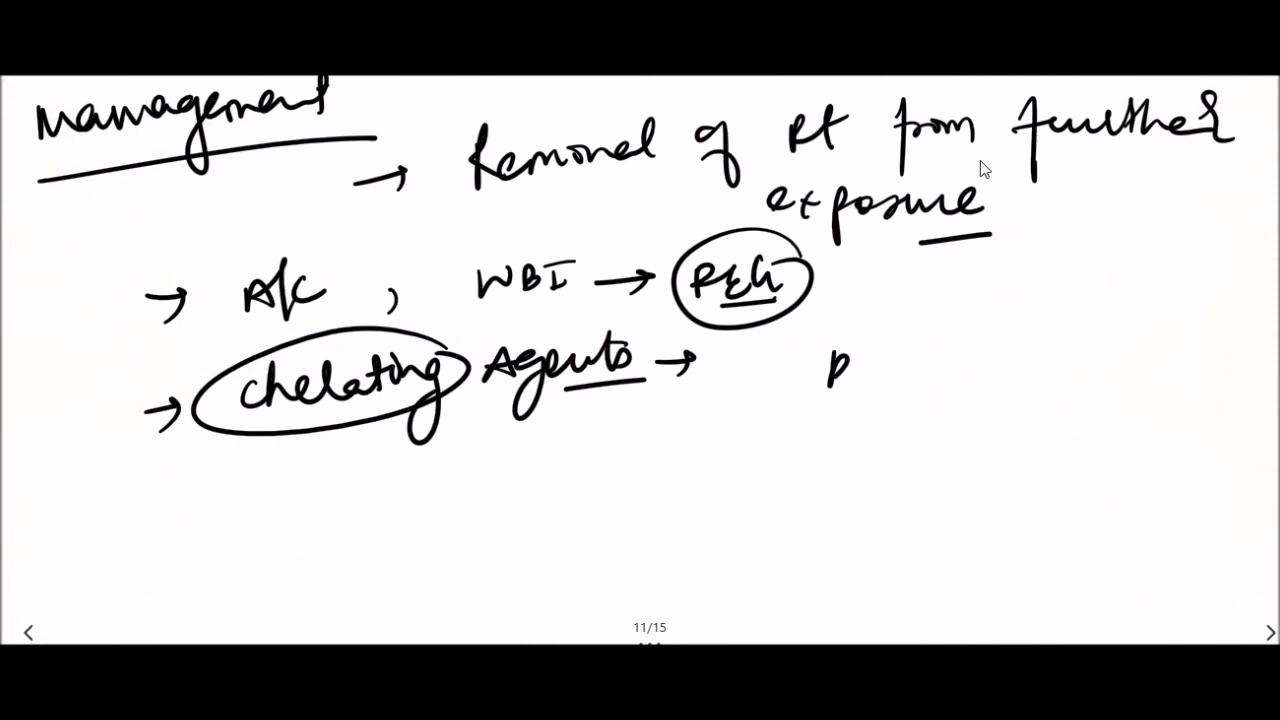 Management
→ Removal of Pt from further
exposure
→ A/C , WBI → PEG
→ Chelating Agents → P
11/15